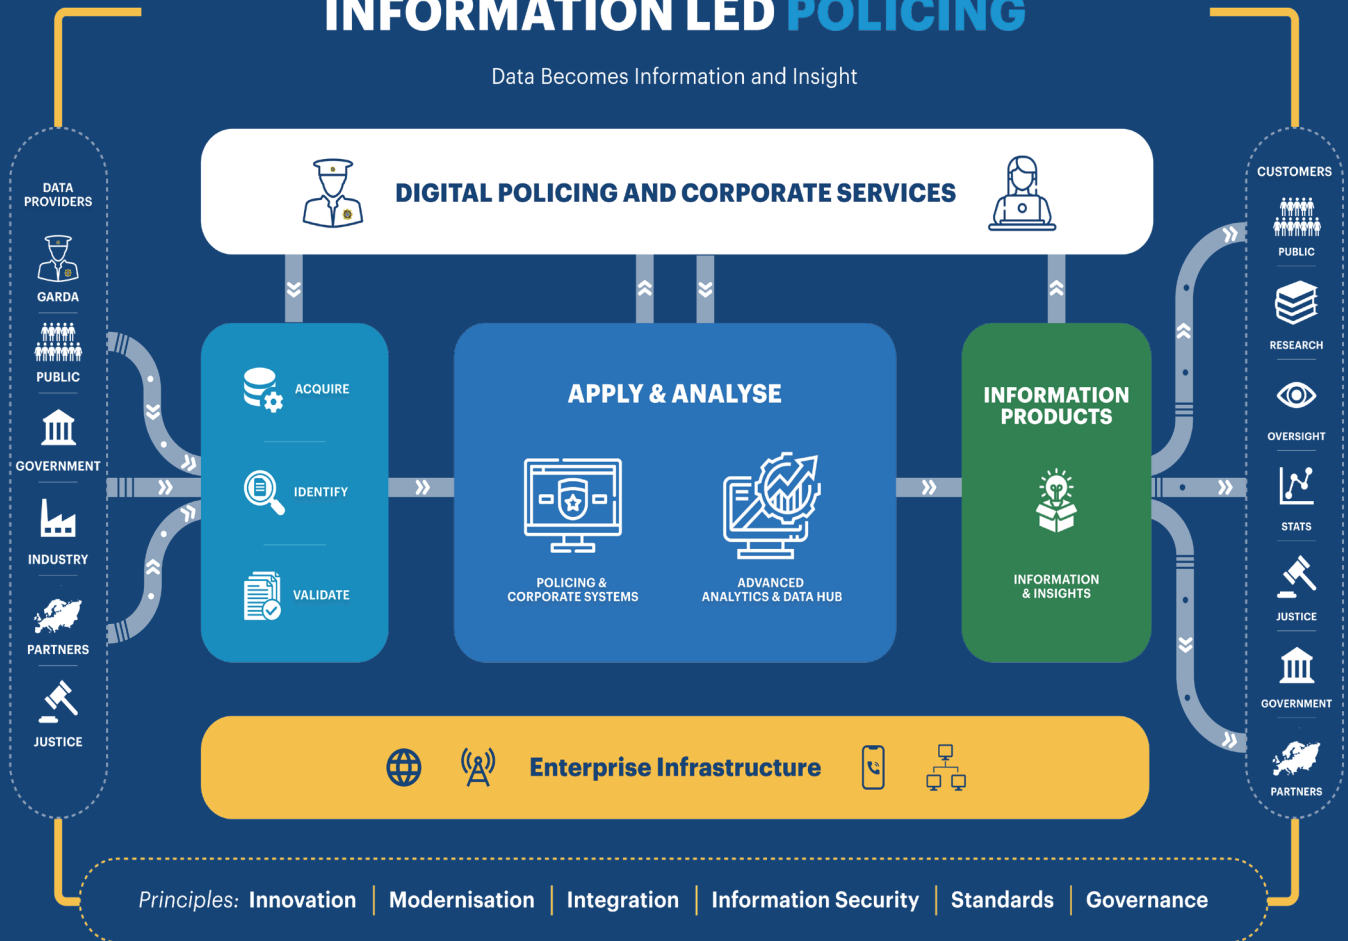 INFORMATION LED POLICING
Data Becomes Information and Insight
DATA
PROVIDERS
GARDA
PUBLIC
GOVERNMENT
INDUSTRY
PARTNERS
JUSTICE
DIGITAL POLICING AND CORPORATE SERVICES
ACQUIRE
IDENTIFY
VALIDATE
APPLY & ANALYSE
POLICING &
CORPORATE SYSTEMS
ADVANCED
ANALYTICS & DATA HUB
INFORMATION
PRODUCTS
INFORMATION
& INSIGHTS
CUSTOMERS
PUBLIC
RESEARCH
OVERSIGHT
STATS
JUSTICE
GOVERNMENT
PARTNERS
Enterprise Infrastructure
Principles: Innovation | Modernisation | Integration | Information Security | Standards | Governance